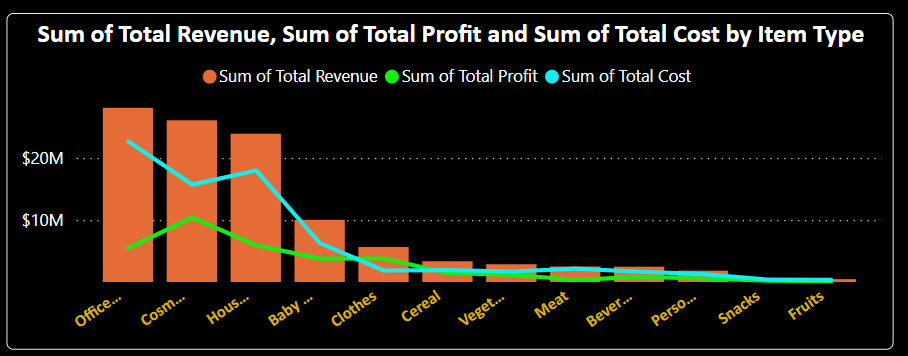 Sum of Total Revenue, Sum of Total Profit and Sum of Total Cost by Item Type
Sum of Total Revenue Sum of Total Profit Sum of Total Cost
$20M
$10M
Office...
Cosm...
Hous...
Baby ...
Clothes
Cereal
Veget...
Meat
Bever...
Perso...
Snacks
Fruits